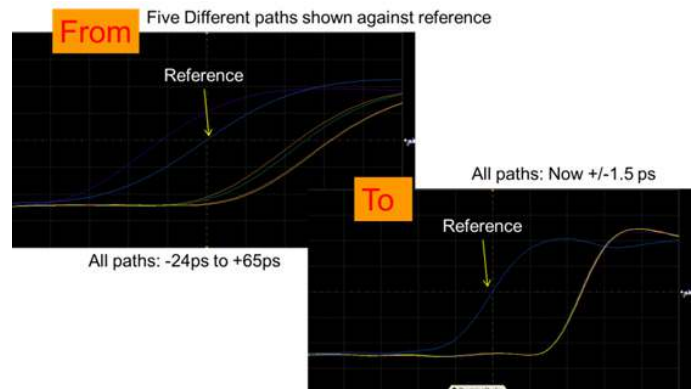 Five Different paths shown against reference
From
Reference
All paths: Now +/-1.5 ps
To
Reference
All paths: -24ps to +65ps